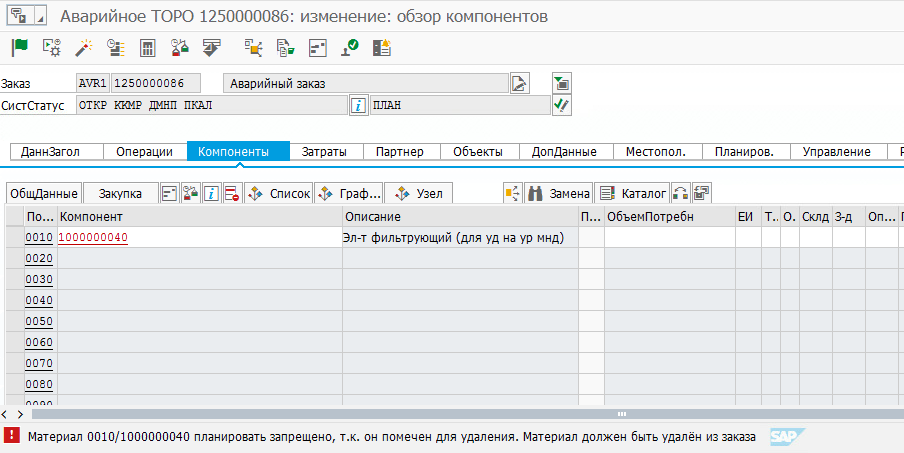 Аварийное ТОРО 1250000086: изменение: обзор компонентов
Заказ AVR1 1250000086 Аварийный заказ
СистСтатус ОТКР ККМР ДМНП ПКАЛ ПЛАН
ДаннЗагол Операции Компоненты Затраты Партнер Объекты ДопДанные Местопол. Планиров. Управление
ОбщДанные Закупка Список Граф... Узел Замена Каталог
По... Компонент Описание П... ОбъемПотребн ЕИ Т.. О. Склд З-д Оп...
0010 1000000040 Эл-т фильтрующий (для уд на ур мнд)
0020
0030
0040
0050
0060
0070
0080
0090
Материал 0010/1000000040 планировать запрещено, т.к. он помечен для удаления. Материал должен быть удалён из заказа SAP